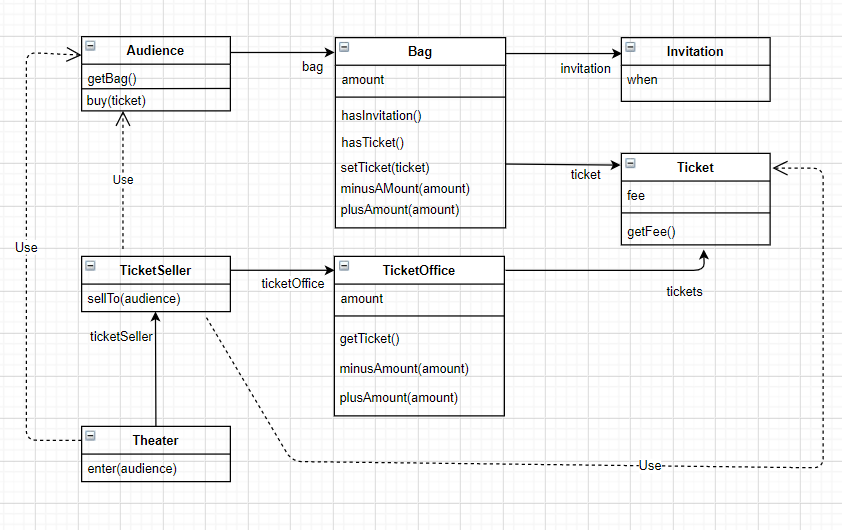 Audience
getBag()
buy(ticket)
bag
Bag
amount
hasInvitation()
hasTicket()
setTicket(ticket)
minusAMount(amount)
plusAmount(amount)
invitation
Invitation
when
ticket
Ticket
fee
getFee()
Use
Use
TicketSeller
sellTo(audience)
ticketOffice
TicketOffice
amount
getTicket()
minusAmount(amount)
plusAmount(amount)
tickets
ticketSeller
Theater
enter(audience)
Use